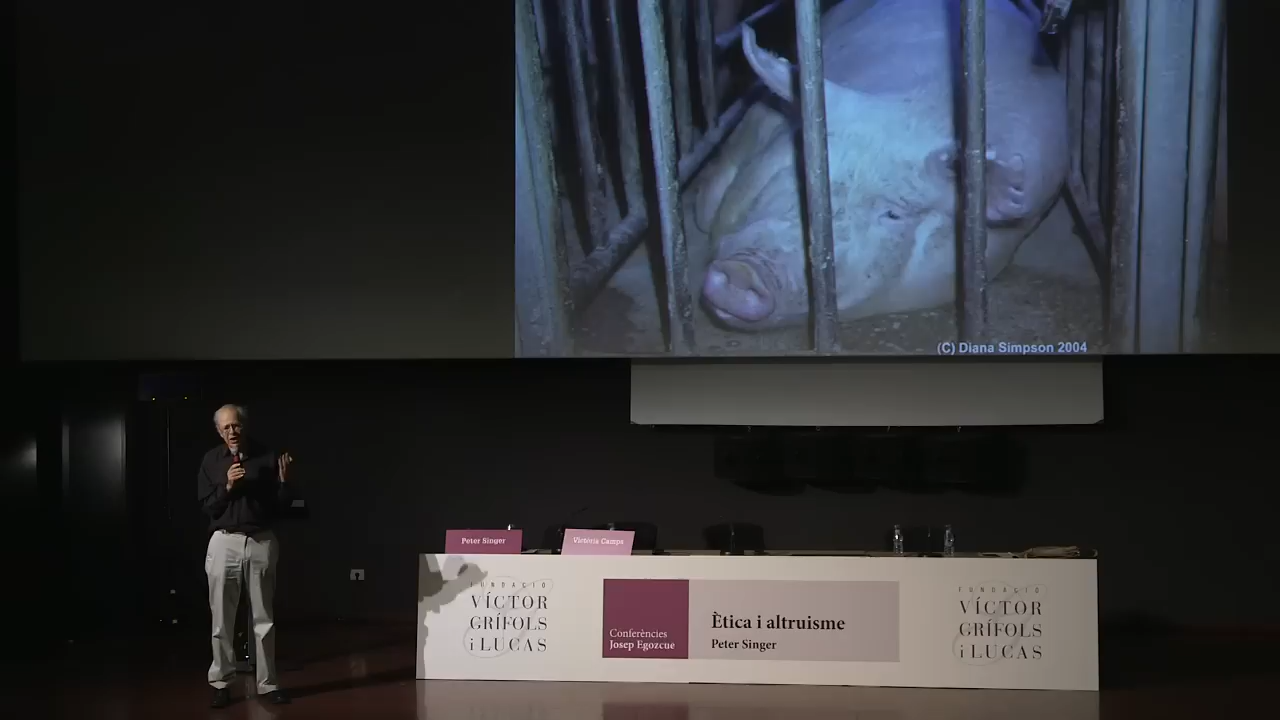 (C) Diana Simpson 2004
Peter Singer
Victòria Camps
FUNDACIÓ
VÍCTOR
GRÍFOLS
i LUCAS
Conferències
Josep Egozcue
Ètica i altruisme
Peter Singer
FUNDACIÓ
VÍCTOR
GRÍFOLS
i LUCAS